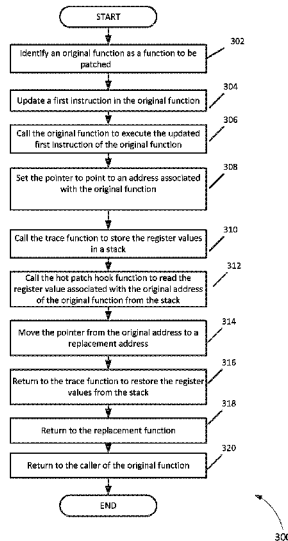 START
302
Identify an original function as a function to be
patched
304
Update a first instruction in the original function
306
Call the original function to execute the updated
first instruction of the original function
308
Set the pointer to point to an address associated
with the original function
310
Call the trace function to store the register values
in a stack
312
Call the hot patch hook function to read the
register value associated with the original address
of the original function from the stack
314
Move the pointer from the original address to a
replacement address
316
Return to the trace function to restore the register
values from the stack
318
Return to the replacement function
320
Return to the caller of the original function
END
300